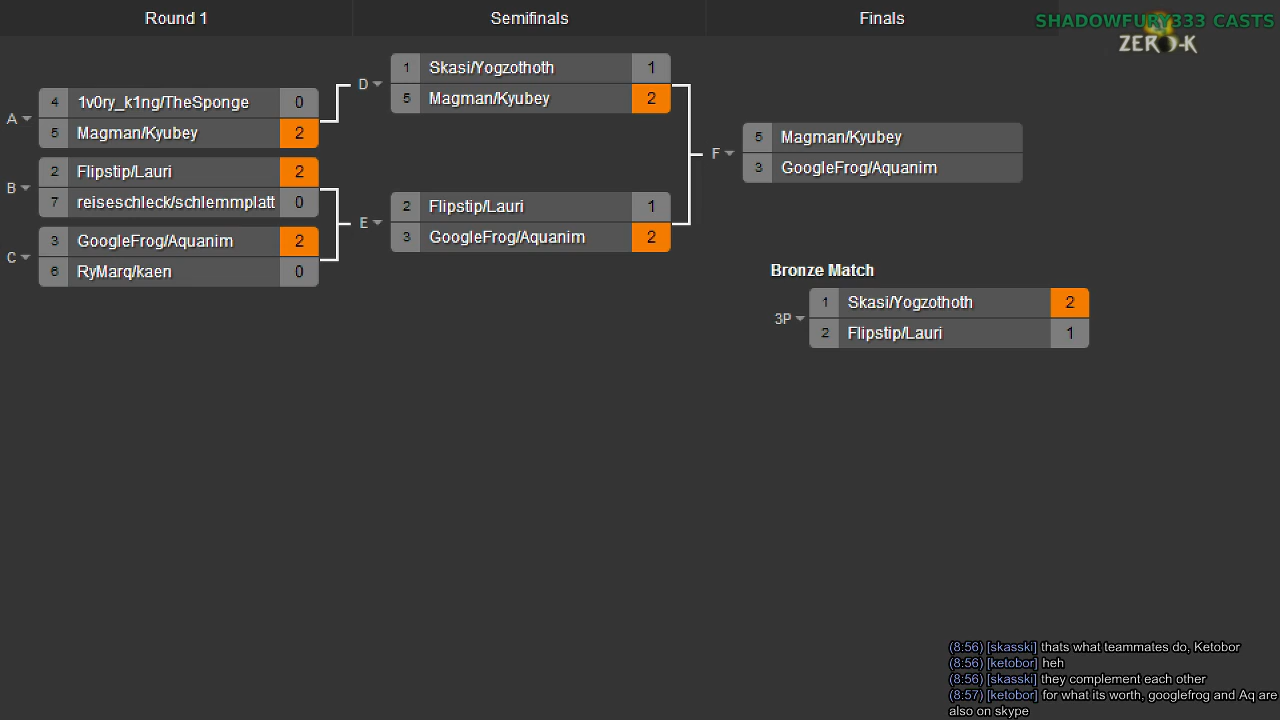 Round 1
Semifinals
Finals
SHADOWFURY333 CASTS
ZERO-K
A
4 1v0ry_k1ng/TheSponge 0
5 Magman/Kyubey 2
B
2 Flipstip/Lauri 2
7 reiseschleck/schlemmplatt 0
C
3 GoogleFrog/Aquanim 2
6 RyMarq/kaen 0
D
1 Skasi/Yogzothoth 1
5 Magman/Kyubey 2
E
2 Flipstip/Lauri 1
3 GoogleFrog/Aquanim 2
F
5 Magman/Kyubey
3 GoogleFrog/Aquanim
Bronze Match
3P
1 Skasi/Yogzothoth 2
2 Flipstip/Lauri 1
(8:56) [skasski] thats what teammates do, Ketobor
(8:56) [ketobor] heh
(8:56) [skasski] they complement each other
(8:57) [ketobor] for what its worth, googlefrog and Aq are
also on skype